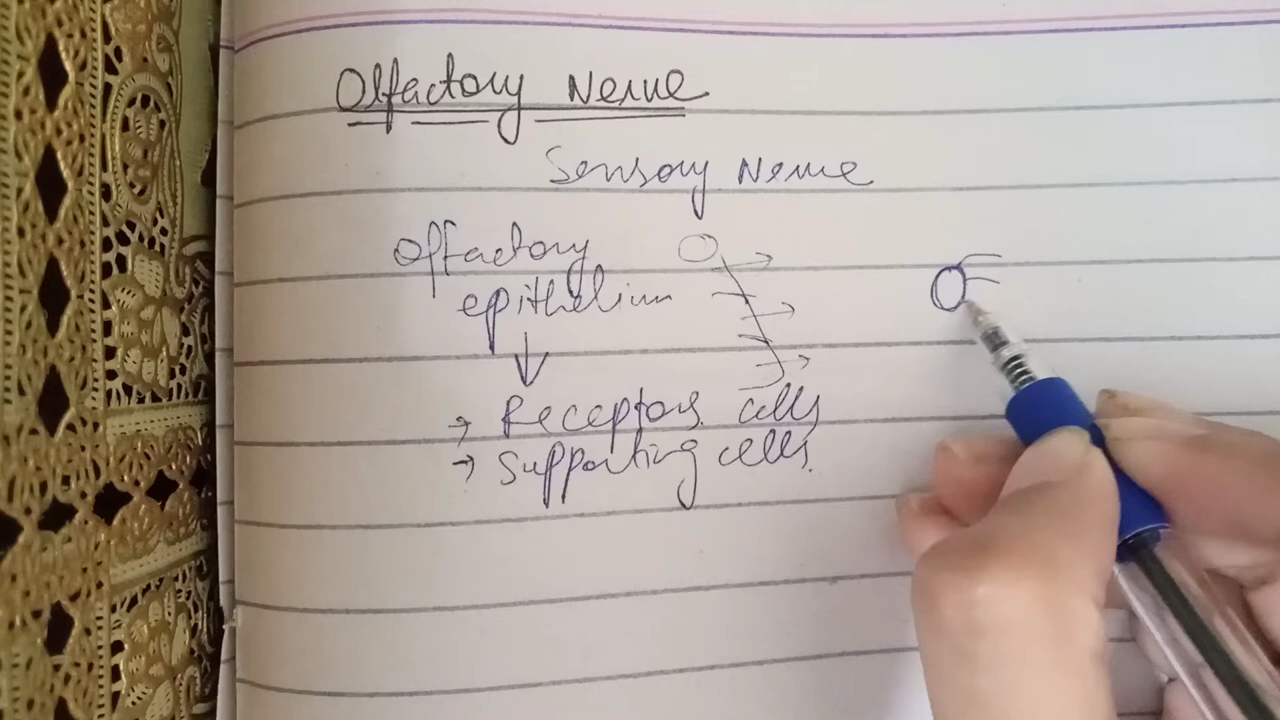 Olfactory Nerve
Sensory Nerve
Olfactory
epithelium
→ Receptors cells
→ Supporting cells.